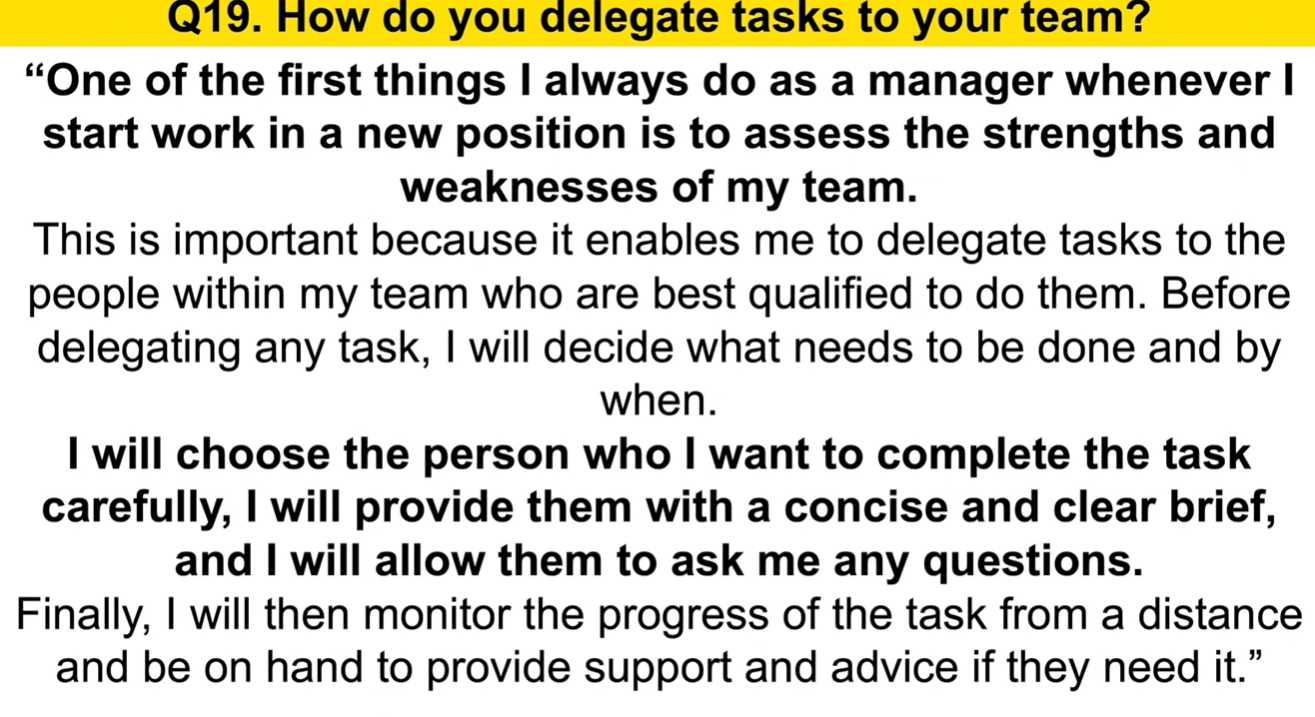 Q19. How do you delegate tasks to your team?
“One of the first things I always do as a manager whenever I
start work in a new position is to assess the strengths and
weaknesses of my team.
This is important because it enables me to delegate tasks to the
people within my team who are best qualified to do them. Before
delegating any task, I will decide what needs to be done and by
when.
I will choose the person who I want to complete the task
carefully, I will provide them with a concise and clear brief,
and I will allow them to ask me any questions.
Finally, I will then monitor the progress of the task from a distance
and be on hand to provide support and advice if they need it.”